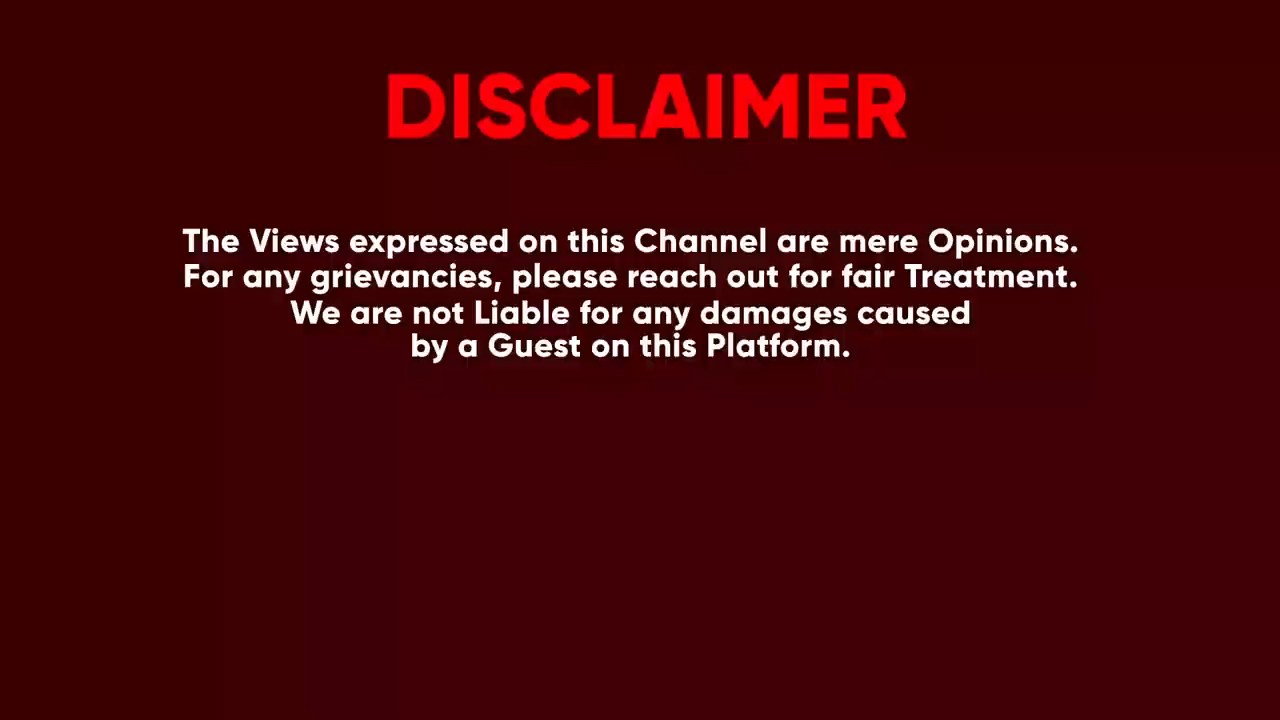 DISCLAIMER
The Views expressed on this Channel are mere Opinions.
For any grievancies, please reach out for fair Treatment.
We are not Liable for any damages caused
by a Guest on this Platform.